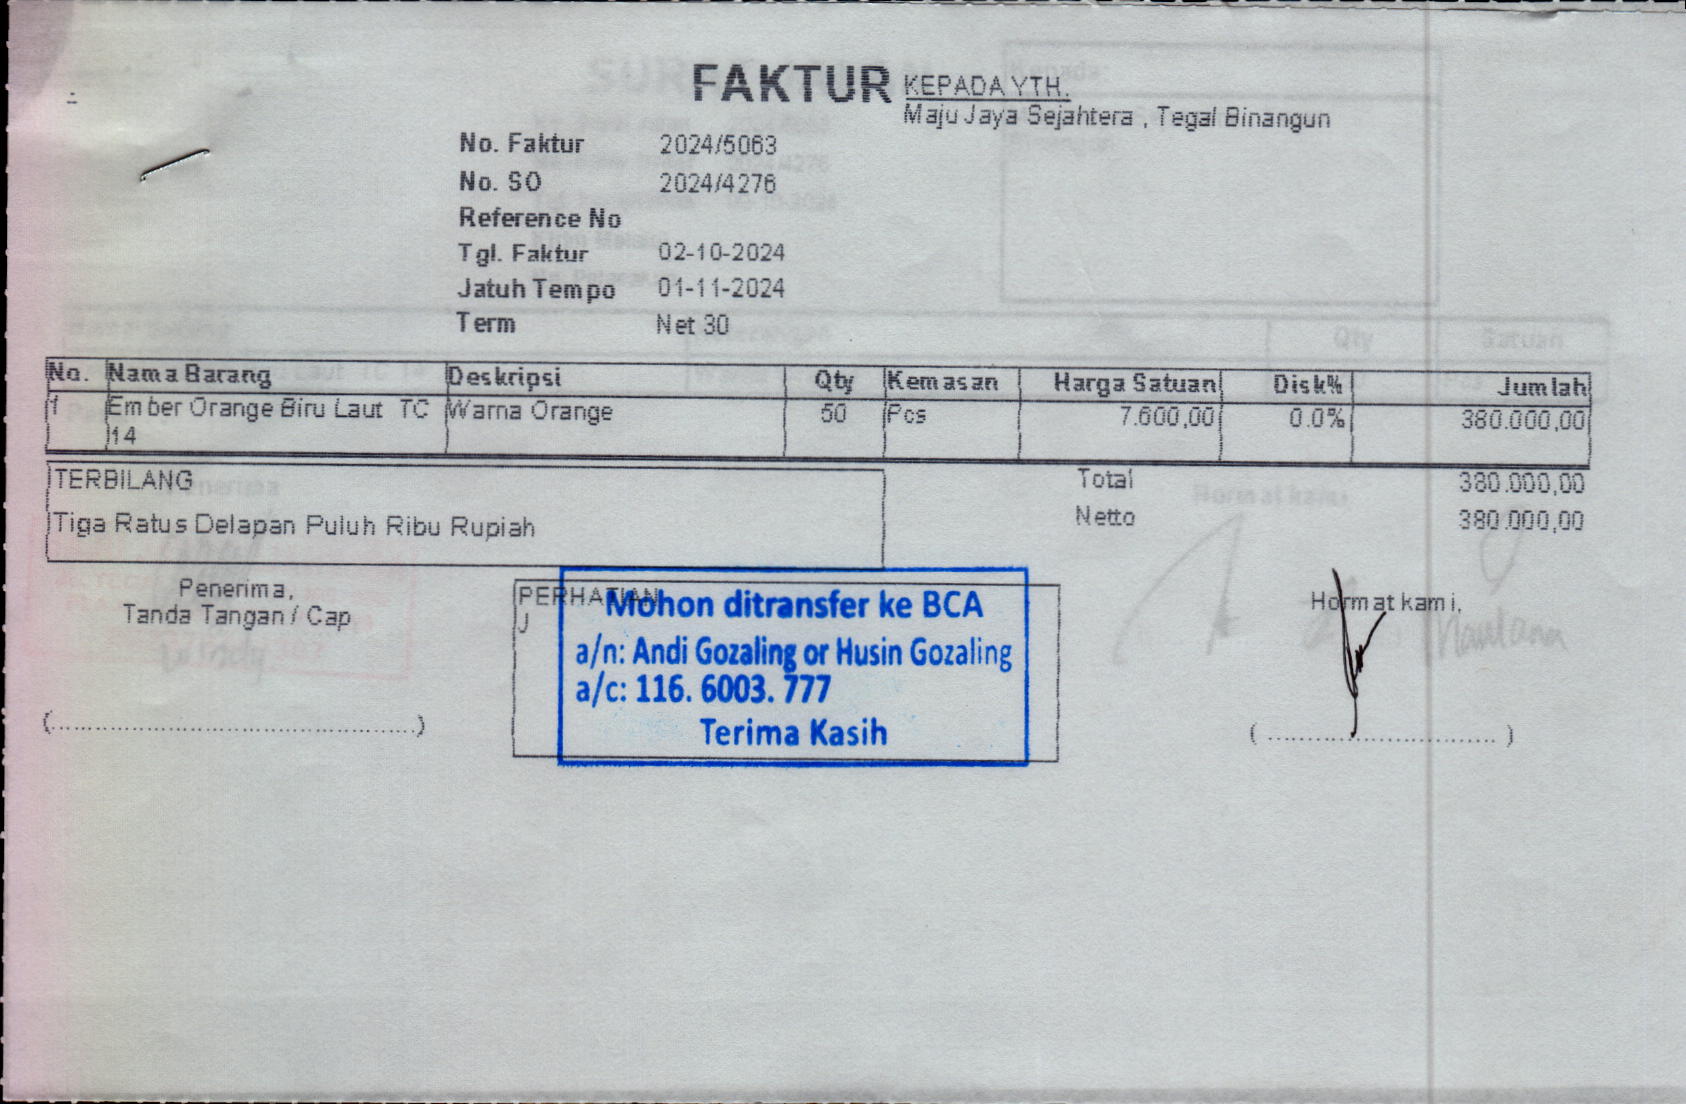 FAKTUR
KEPADA YTH.
Maju Jaya Sejahtera , Tegal Binangun
No. Faktur 2024/5063
No. SO 2024/4276
Reference No
Tgl. Faktur 02-10-2024
Jatuh Tempo 01-11-2024
Term Net 30
No. Nama Barang Deskripsi Qty Kemasan Harga Satuan Disk% Jumlah
1 Ember Orange Biru Laut TC Warna Orange 50 Pcs 7.600,00 0.0% 380.000,00
14
TERBILANG
Total 380.000,00
Tiga Ratus Delapan Puluh Ribu Rupiah
Netto 380.000,00
Penerima,
Tanda Tangan / Cap
PERHATIAN
J
Mohon ditransfer ke BCA
a/n: Andi Gozaling or Husin Gozaling
a/c: 116. 6003. 777
Terima Kasih
Hormat kami,
(..............................................)
( .............................. )